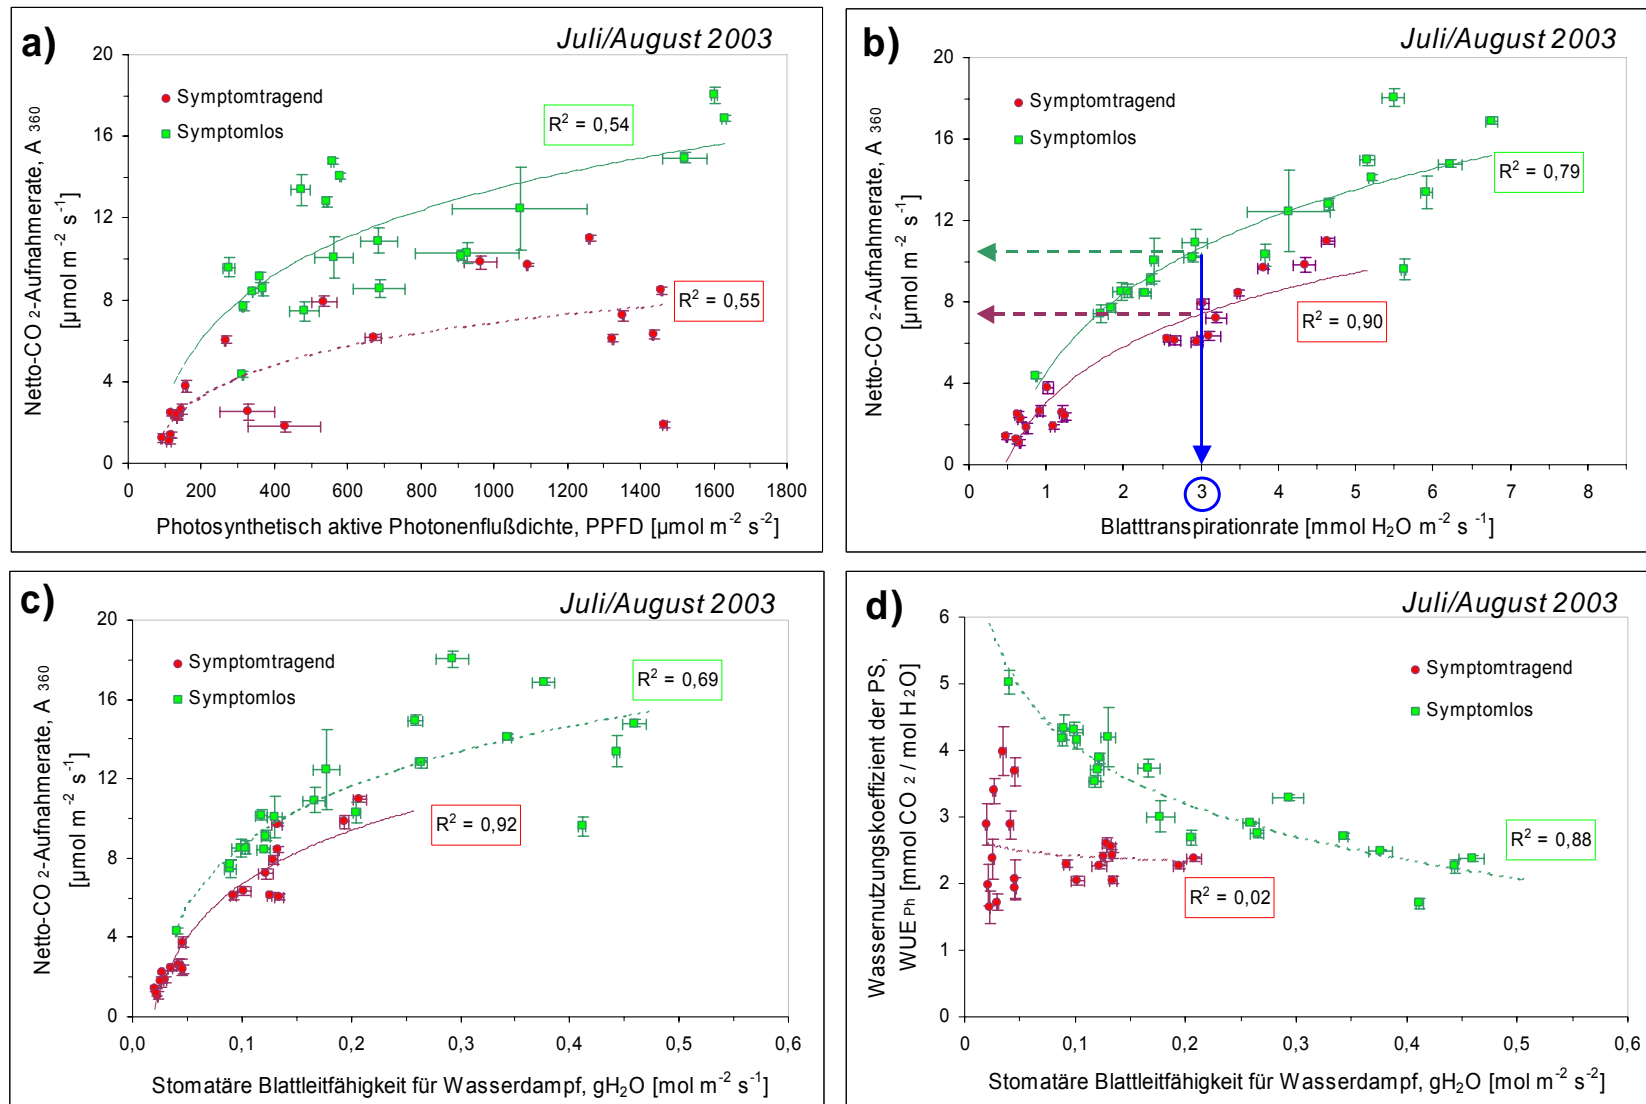 a)
Juli/August 2003
Netto-CO 2-Aufnahmerate, A 360
[µmol m-2 s-1]
20
16
12
8
4
0
Symptomtragend
Symptomlos
R2 = 0,54
R2 = 0,55
0 200 400 600 800 1000 1200 1400 1600 1800
Photosynthetisch aktive Photonenflußdichte, PPFD [µmol m-2 s-2]
b)
Juli/August 2003
Netto-CO 2-Aufnahmerate, A 360
[µmol m-2 s-1]
20
16
12
8
4
0
Symptomtragend
Symptomlos
R2 = 0,79
R2 = 0,90
0 1 2 3 4 5 6 7 8
Blatttranspirationrate [mmol H2O m-2 s-1]
c)
Juli/August 2003
Netto-CO 2-Aufnahmerate, A 360
[µmol m-2 s-1]
20
16
12
8
4
0
Symptomtragend
Symptomlos
R2 = 0,69
R2 = 0,92
0,0 0,1 0,2 0,3 0,4 0,5 0,6
Stomatäre Blattleitfähigkeit für Wasserdampf, gH2O [mol m-2 s-1]
d)
Juli/August 2003
Wassernutzungskoeffizient der PS,
WUE Ph [mmol CO 2 / mol H 2O]
6
5
4
3
2
1
0
Symptomtragend
Symptomlos
R2 = 0,88
R2 = 0,02
0 0,1 0,2 0,3 0,4 0,5 0,6
Stomatäre Blattleitfähigkeit für Wasserdampf, gH2O [mol m-2 s-2]